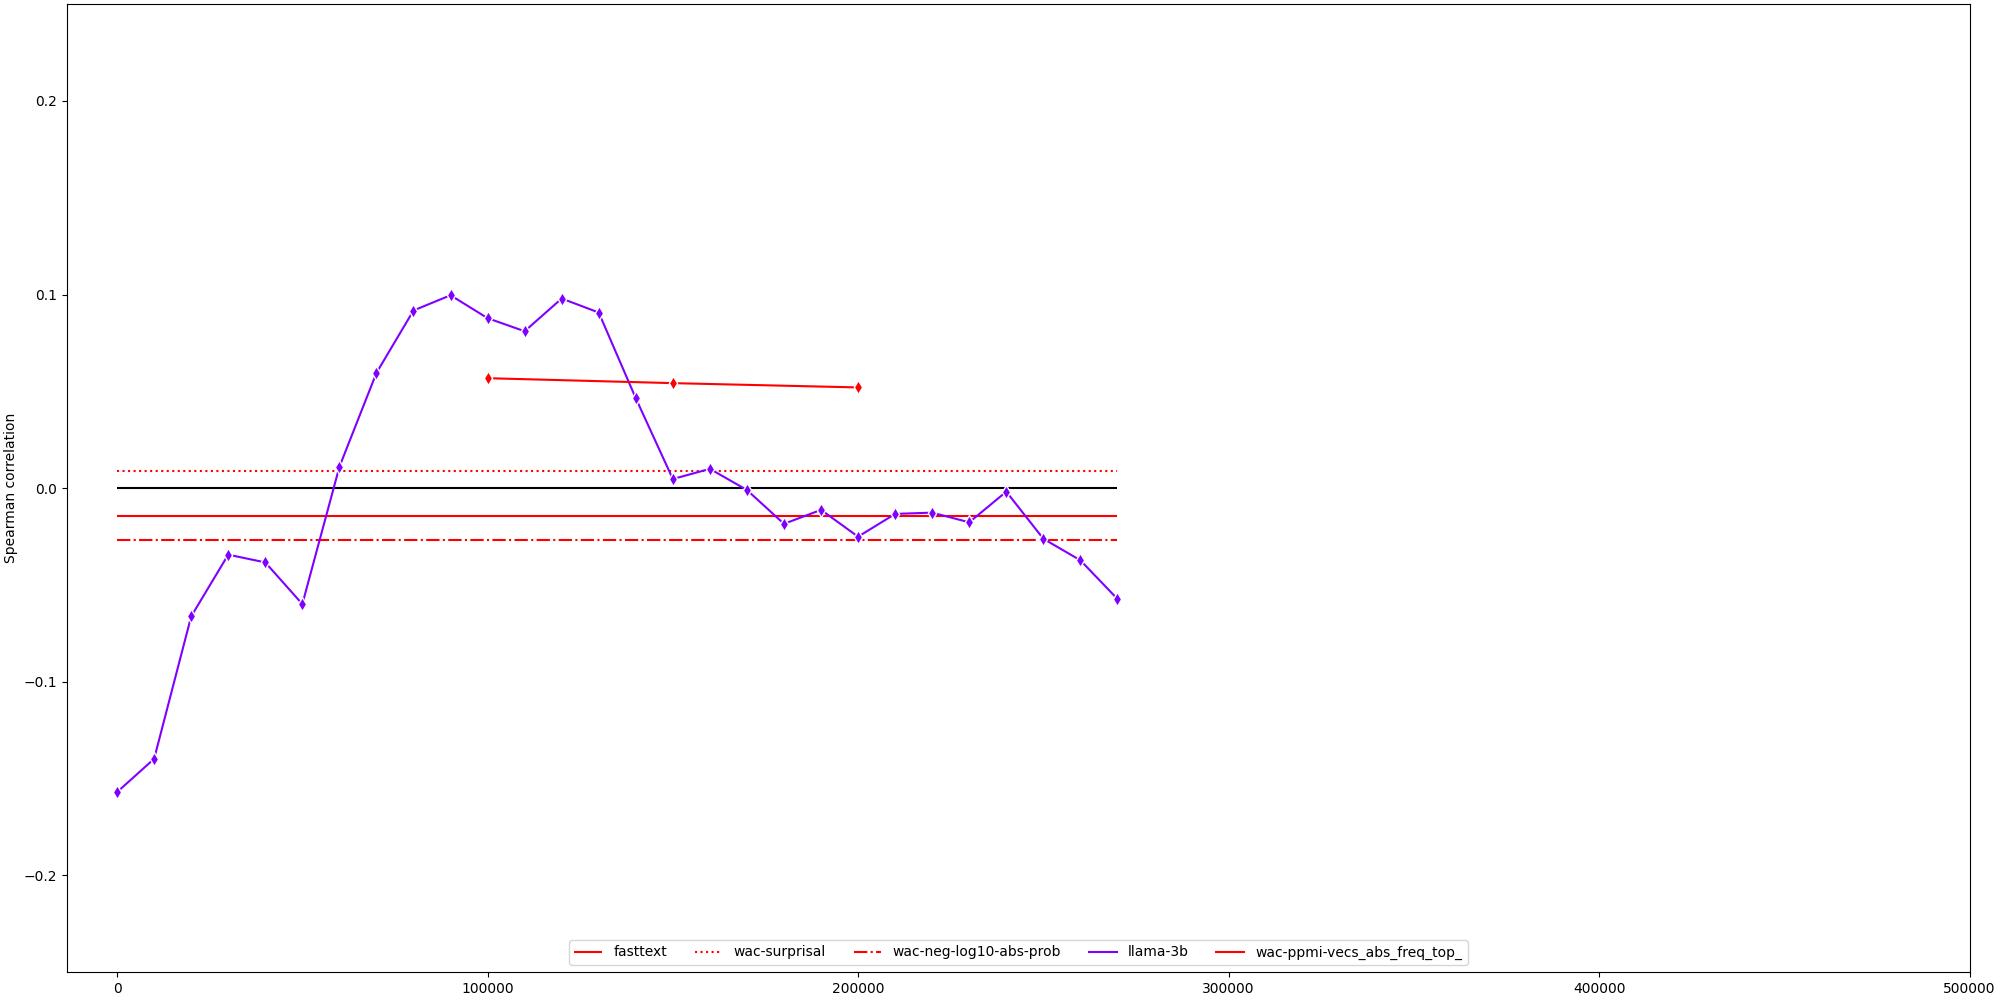 0.2
0.1
0.0
−0.1
−0.2
Spearman correlation
fasttext wac-surprisal wac-neg-log10-abs-prob llama-3b wac-ppmi-vecs_abs_freq_top_
0 100000 200000 300000 400000 500000